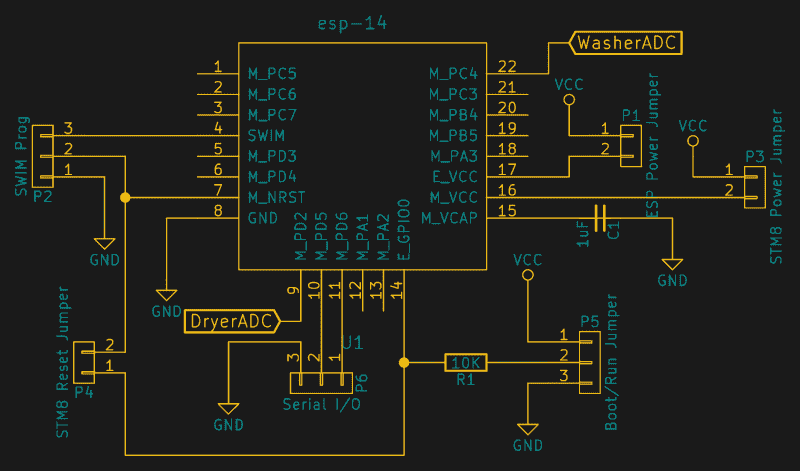 esp-14
WasherADC
1 M_PC5
2 M_PC6
3 M_PC7
4 SWIM
5 M_PD3
6 M_PD4
7 M_NRST
8 GND
M_PC4 22
M_PC3 21
M_PB4 20
M_PB5 19
M_PA3 18
E_VCC 17
M_VCC 16
M_VCAP 15
M_PD2 9
M_PD5 10
M_PD6 11
M_PA1 12
M_PA2 13
E_GPIO0 14
U1
SWIM Prog
3
2
1
P2
GND
GND
VCC
P1
1
2
ESP Power Jumper
VCC
P3
1
2
STM8 Power Jumper
1uF
C1
GND
DryerADC
STM8 Reset Jumper
2
1
P4
GND
3
2
1
P6
Serial I/O
10K
R1
VCC
P5
1
2
3
Boot/Run Jumper
GND